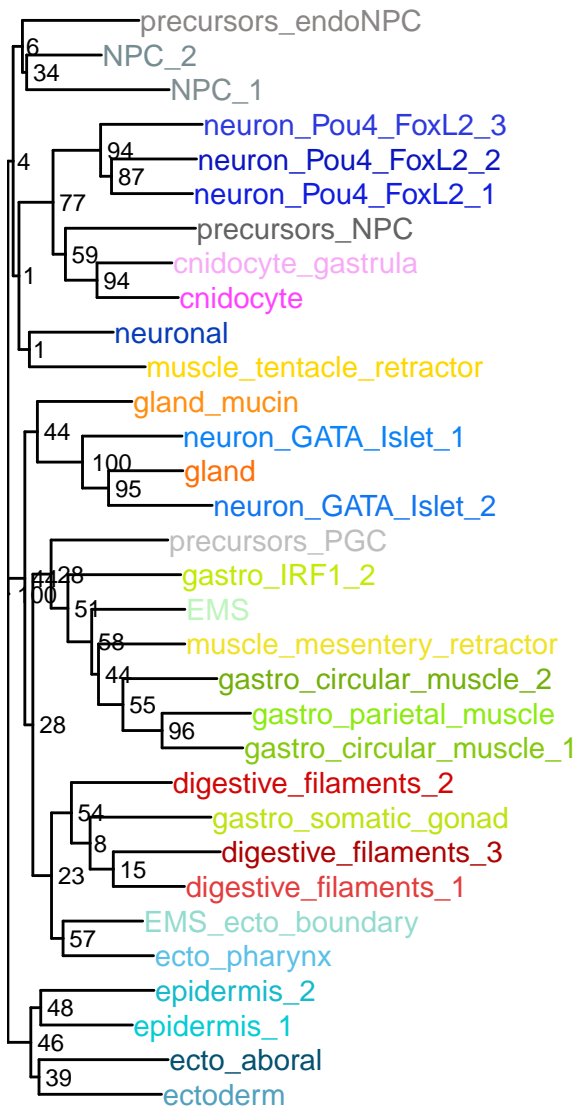 precursors_endoNPC
6
NPC_2
34
NPC_1
neuron_Pou4_FoxL2_3
94
neuron_Pou4_FoxL2_2
4
87
77
neuron_Pou4_FoxL2_1
precursors_NPC
59
cnidocyte_gastrula
1
94
cnidocyte
neuronal
1
muscle_tentacle_retractor
gland_mucin
44
neuron_GATA_Islet_1
100
gland
95
neuron_GATA_Islet_2
precursors_PGC
44
28
gastro_IRF1_2
100
51
EMS
58
muscle_mesentery_retractor
44
gastro_circular_muscle_2
55
gastro_parietal_muscle
28
96
gastro_circular_muscle_1
digestive_filaments_2
54
gastro_somatic_gonad
8
digestive_filaments_3
23
15
digestive_filaments_1
EMS_ecto_boundary
57
ecto_pharynx
epidermis_2
48
epidermis_1
46
ecto_aboral
39
ectoderm